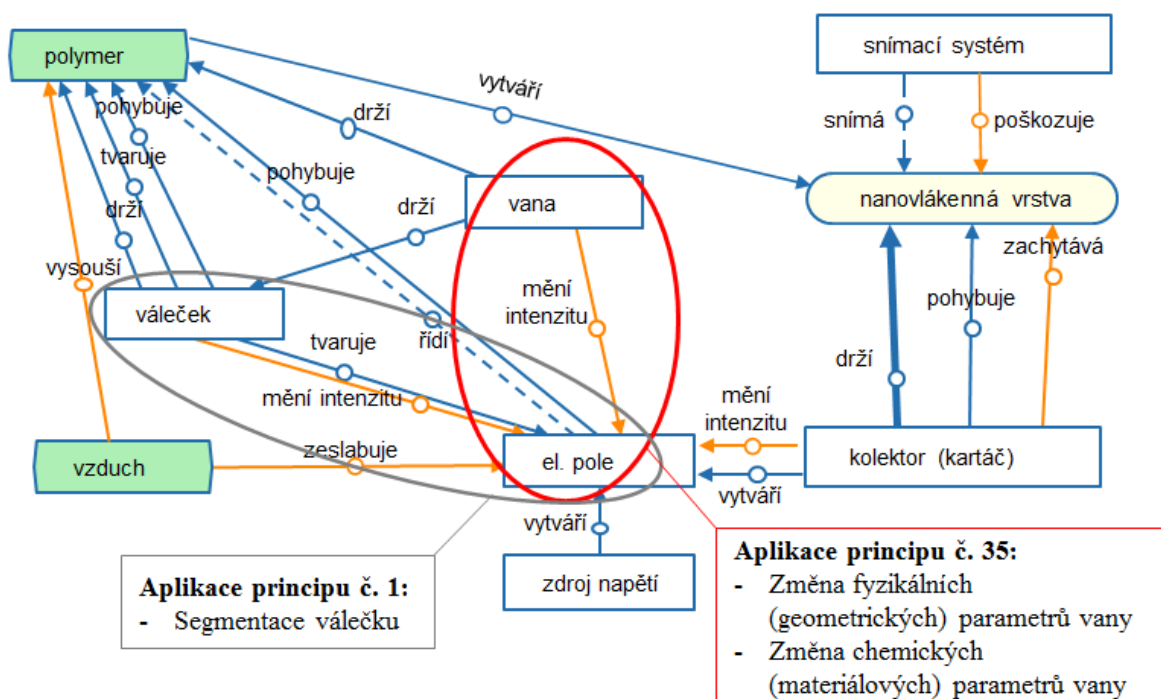 polymer
snímací systém
vytváří
pohybuje
drží
snímá
poškozuje
tvaruje
pohybuje
drží
drží
vana
nanovlákenná vrstva
vysouší
zachytává
váleček
mění
intenzitu
pohybuje
tvaruje
řídí
drží
mění intenzitu
mění
intenzitu
vzduch
zeslabuje
el. pole
kolektor (kartáč)
vytváří
vytváří
zdroj napětí
Aplikace principu č. 1:
- Segmentace válečku
Aplikace principu č. 35:
- Změna fyzikálních
(geometrických) parametrů vany
- Změna chemických
(materiálových) parametrů vany